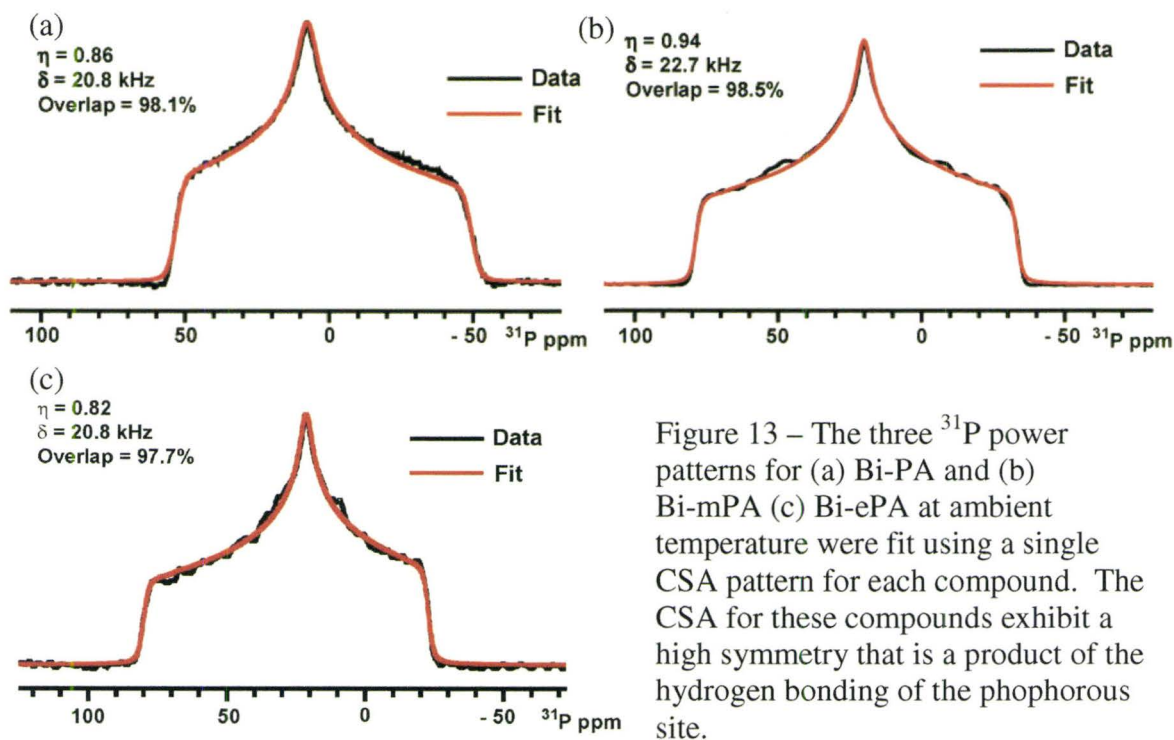 (a)
η = 0.86
δ = 20.8 kHz
Overlap = 98.1%
Data
Fit
100 50 0 - 50 ³¹P ppm
(b)
η = 0.94
δ = 22.7 kHz
Overlap = 98.5%
Data
Fit
100 50 0 - 50 ³¹P ppm
(c)
η = 0.82
δ = 20.8 kHz
Overlap = 97.7%
Data
Fit
100 50 0 - 50 ³¹P ppm
Figure 13 – The three ³¹P power
patterns for (a) Bi-PA and (b)
Bi-mPA (c) Bi-ePA at ambient
temperature were fit using a single
CSA pattern for each compound. The
CSA for these compounds exhibit a
high symmetry that is a product of the
hydrogen bonding of the phophorous
site.